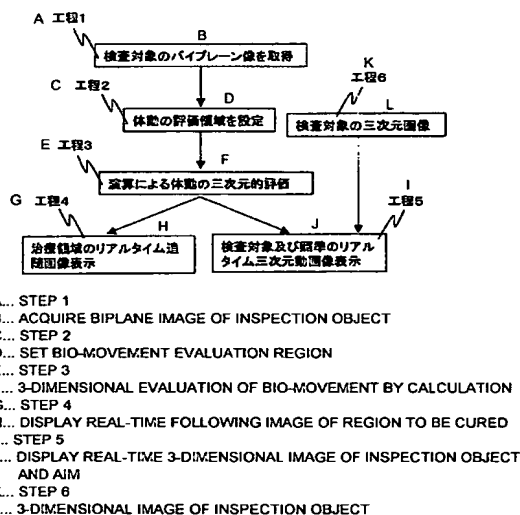 A 工程1
B
検査対象のバイプレーン像を取得
C 工程2
D
体動の評価領域を設定
K
工程6
L
検査対象の三次元画像
E 工程3
F
演算による体動の三次元的評価
G 工程4
H
治療領域のリアルタイム追
随画像表示
I
工程5
J
検査対象及び照準のリアル
タイム三次元動画像表示
... STEP 1
... ACQUIRE BIPLANE IMAGE OF INSPECTION OBJECT
... STEP 2
... SET BIO-MOVEMENT EVALUATION REGION
... STEP 3
... 3-DIMENSIONAL EVALUATION OF BIO-MOVEMENT BY CALCULATION
... STEP 4
... DISPLAY REAL-TIME FOLLOWING IMAGE OF REGION TO BE CURED
... STEP 5
... DISPLAY REAL-TIME 3-DIMENSIONAL IMAGE OF INSPECTION OBJECT
AND AIM
... STEP 6
... 3-DIMENSIONAL IMAGE OF INSPECTION OBJECT